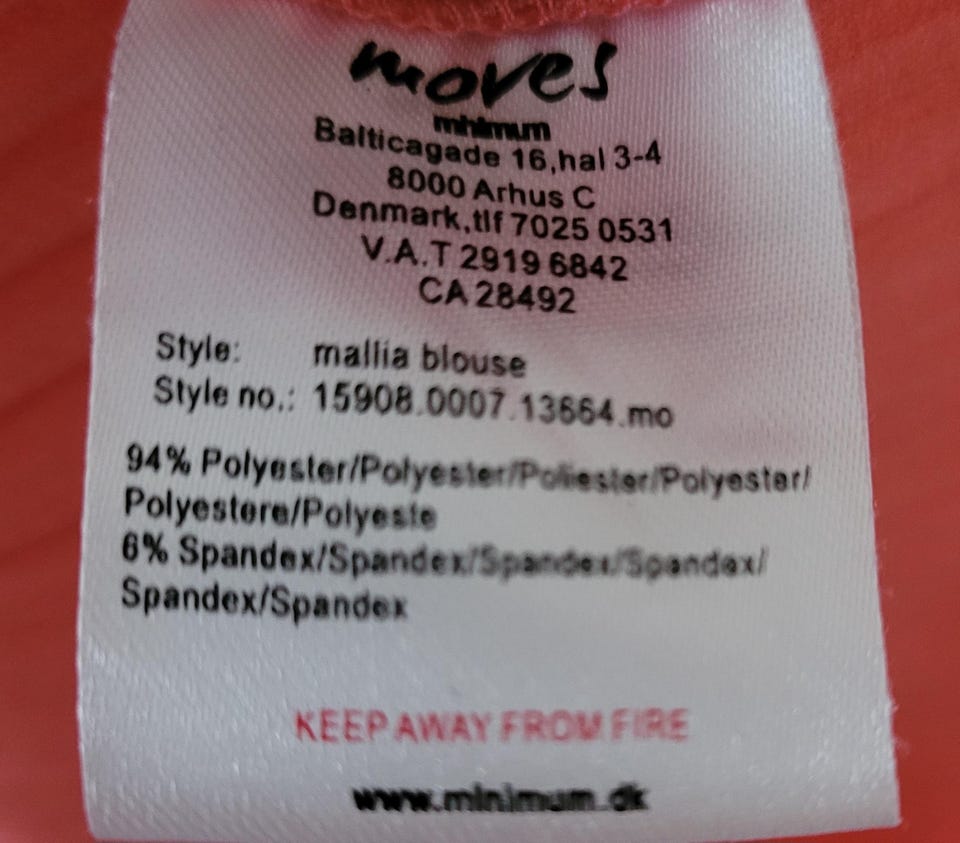 moves
minimum
Balticagade 16,hal 3-4
8000 Arhus C
Denmark,tlf 7025 0531
V.A.T 2919 6842
CA 28492
Style: mallia blouse
Style no.: 15908.0007.13664.mo
94% Polyester/Polyester/Poliester/Polyester/
Polyestere/Polyeste
6% Spandex/Spandex/Spandex/Spandex/
Spandex/Spandex
KEEP AWAY FROM FIRE
www.minimum.dk